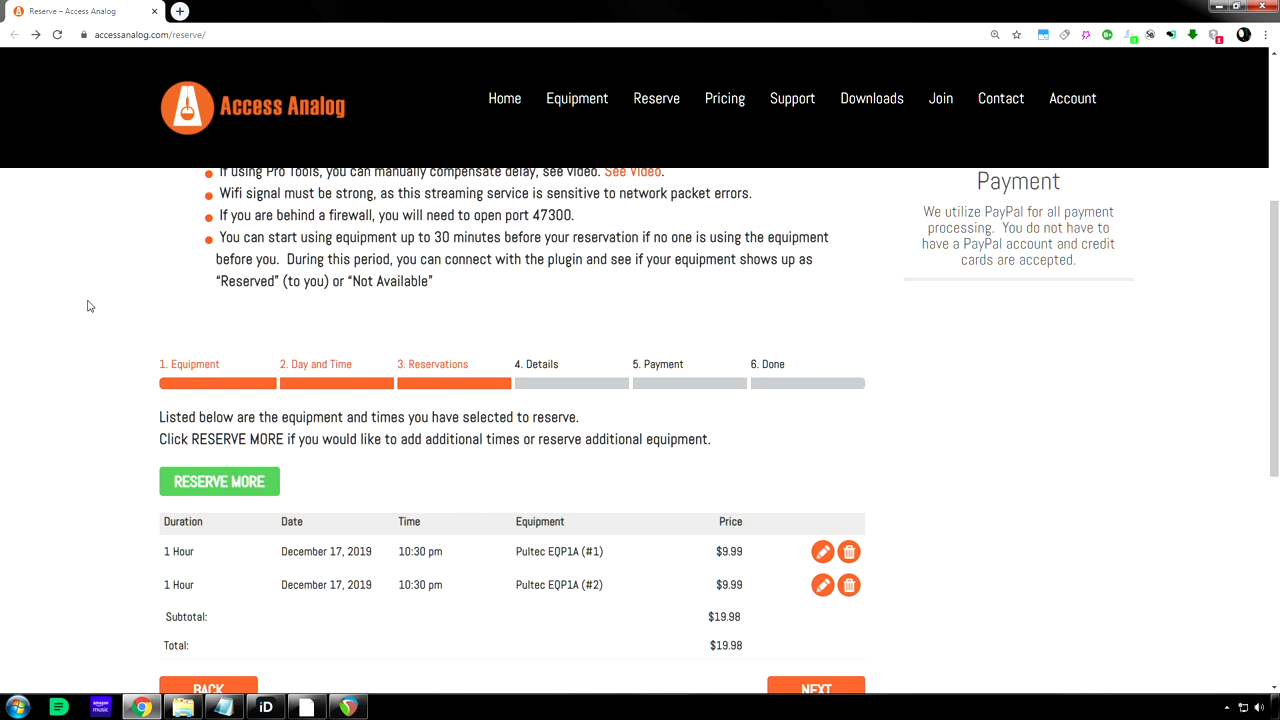 Reserve – Access Analog
accessanalog.com/reserve/
Access Analog
Home Equipment Reserve Pricing Support Downloads Join Contact Account
If using Pro Tools, you can manually compensate delay, see video. See Video.
Wifi signal must be strong, as this streaming service is sensitive to network packet errors.
If you are behind a firewall, you will need to open port 47300.
You can start using equipment up to 30 minutes before your reservation if no one is using the equipment
before you. During this period, you can connect with the plugin and see if your equipment shows up as
“Reserved” (to you) or “Not Available”
Payment
We utilize PayPal for all payment
processing. You do not have to
have a PayPal account and credit
cards are accepted.
1. Equipment 2. Day and Time 3. Reservations 4. Details 5. Payment 6. Done
Listed below are the equipment and times you have selected to reserve.
Click RESERVE MORE if you would like to add additional times or reserve additional equipment.
RESERVE MORE
Duration Date Time Equipment Price
1 Hour December 17, 2019 10:30 pm Pultec EQP1A (#1) $9.99
1 Hour December 17, 2019 10:30 pm Pultec EQP1A (#2) $9.99
Subtotal: $19.98
Total: $19.98
BACK NEXT
amazon
music
iD